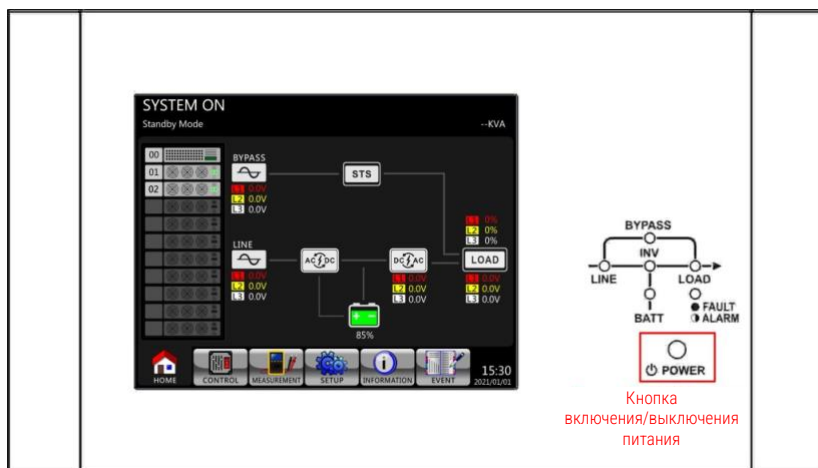 SYSTEM ON
Standby Mode
--KVA
00
01
02
BYPASS
L1 0.0V
L2 0.0V
L3 0.0V
STS
L1 0%
L2 0%
L3 0%
LINE
L1 0.0V
L2 0.0V
L3 0.0V
AC DC
DC AC
L1 0.0V
L2 0.0V
L3 0.0V
LOAD
L1 0.0V
L2 0.0V
L3 0.0V
85%
HOME
CONTROL
MEASUREMENT
SETUP
INFORMATION
EVENT
15:30
2021/01/01
BYPASS
INV
LINE
LOAD
BATT
FAULT
ALARM
POWER
Кнопка
включения/выключения
питания